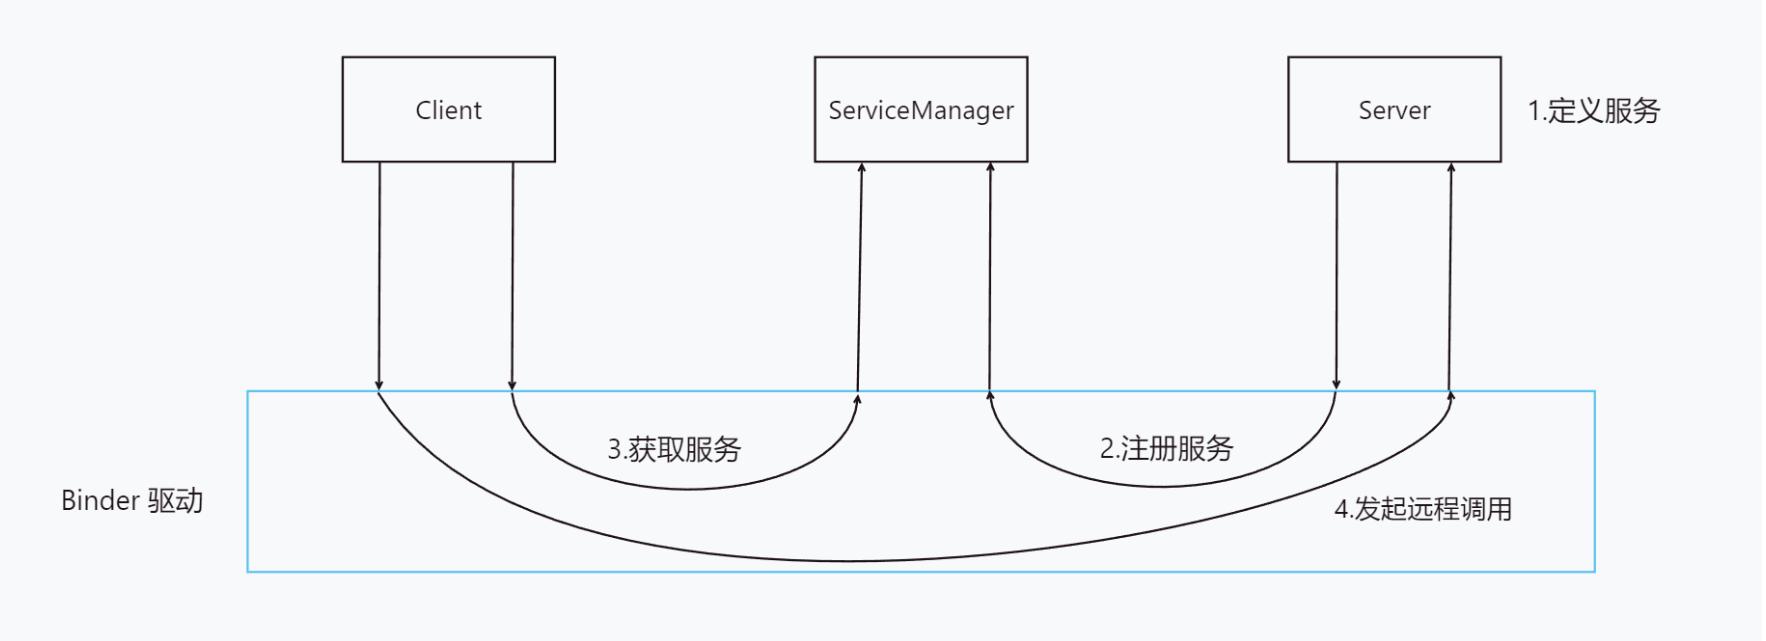 Client
ServiceManager
Server
1.定义服务
3.获取服务
2.注册服务
Binder 驱动
4.发起远程调用